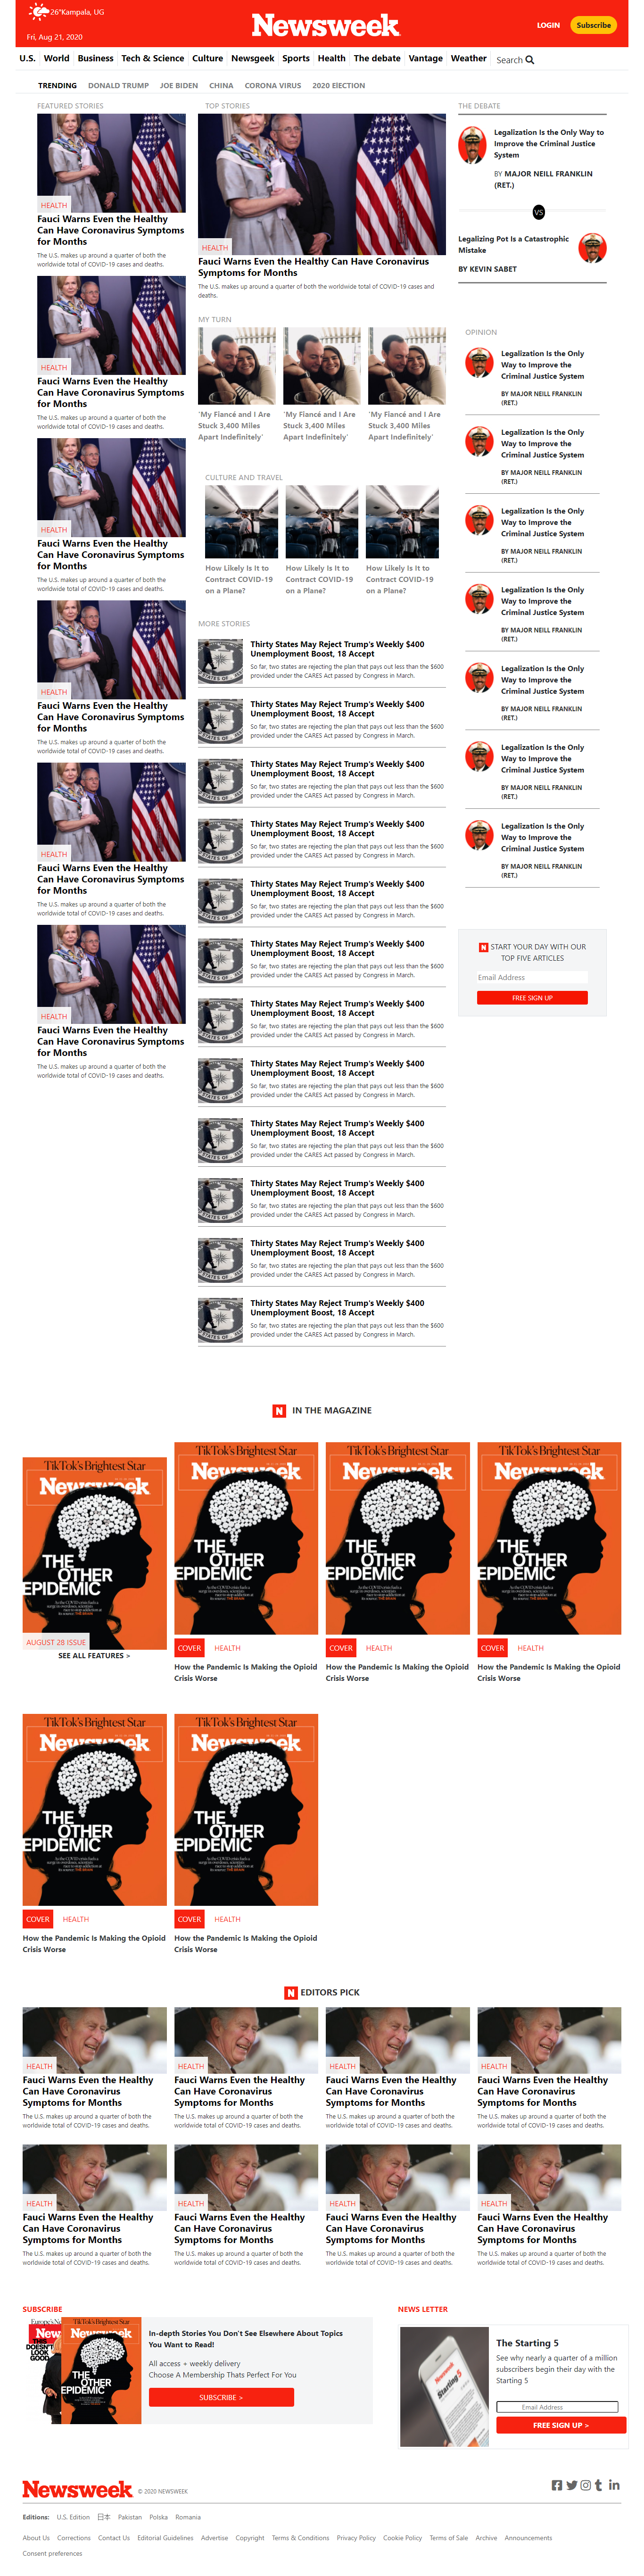 26°Kampala, UG
Fri, Aug 21, 2020
Newsweek
LOGIN
Subscribe
U.S. World Business Tech & Science Culture Newsgeek Sports Health The debate Vantage Weather Search
TRENDING DONALD TRUMP JOE BIDEN CHINA CORONA VIRUS 2020 ElECTION
FEATURED STORIES
HEALTH
Fauci Warns Even the Healthy
Can Have Coronavirus Symptoms
for Months
The U.S. makes up around a quarter of both the
worldwide total of COVID-19 cases and deaths.
HEALTH
Fauci Warns Even the Healthy
Can Have Coronavirus Symptoms
for Months
The U.S. makes up around a quarter of both the
worldwide total of COVID-19 cases and deaths.
HEALTH
Fauci Warns Even the Healthy
Can Have Coronavirus Symptoms
for Months
The U.S. makes up around a quarter of both the
worldwide total of COVID-19 cases and deaths.
HEALTH
Fauci Warns Even the Healthy
Can Have Coronavirus Symptoms
for Months
The U.S. makes up around a quarter of both the
worldwide total of COVID-19 cases and deaths.
HEALTH
Fauci Warns Even the Healthy
Can Have Coronavirus Symptoms
for Months
The U.S. makes up around a quarter of both the
worldwide total of COVID-19 cases and deaths.
HEALTH
Fauci Warns Even the Healthy
Can Have Coronavirus Symptoms
for Months
The U.S. makes up around a quarter of both the
worldwide total of COVID-19 cases and deaths.
TOP STORIES
HEALTH
Fauci Warns Even the Healthy Can Have Coronavirus
Symptoms for Months
The U.S. makes up around a quarter of both the worldwide total of COVID-19 cases and
deaths.
MY TURN
'My Fiancé and I Are
Stuck 3,400 Miles
Apart Indefinitely'
'My Fiancé and I Are
Stuck 3,400 Miles
Apart Indefinitely'
'My Fiancé and I Are
Stuck 3,400 Miles
Apart Indefinitely'
CULTURE AND TRAVEL
How Likely Is It to
Contract COVID-19
on a Plane?
How Likely Is It to
Contract COVID-19
on a Plane?
How Likely Is It to
Contract COVID-19
on a Plane?
MORE STORIES
Thirty States May Reject Trump's Weekly $400
Unemployment Boost, 18 Accept
So far, two states are rejecting the plan that pays out less than the $600
provided under the CARES Act passed by Congress in March.
Thirty States May Reject Trump's Weekly $400
Unemployment Boost, 18 Accept
So far, two states are rejecting the plan that pays out less than the $600
provided under the CARES Act passed by Congress in March.
Thirty States May Reject Trump's Weekly $400
Unemployment Boost, 18 Accept
So far, two states are rejecting the plan that pays out less than the $600
provided under the CARES Act passed by Congress in March.
Thirty States May Reject Trump's Weekly $400
Unemployment Boost, 18 Accept
So far, two states are rejecting the plan that pays out less than the $600
provided under the CARES Act passed by Congress in March.
Thirty States May Reject Trump's Weekly $400
Unemployment Boost, 18 Accept
So far, two states are rejecting the plan that pays out less than the $600
provided under the CARES Act passed by Congress in March.
Thirty States May Reject Trump's Weekly $400
Unemployment Boost, 18 Accept
So far, two states are rejecting the plan that pays out less than the $600
provided under the CARES Act passed by Congress in March.
Thirty States May Reject Trump's Weekly $400
Unemployment Boost, 18 Accept
So far, two states are rejecting the plan that pays out less than the $600
provided under the CARES Act passed by Congress in March.
Thirty States May Reject Trump's Weekly $400
Unemployment Boost, 18 Accept
So far, two states are rejecting the plan that pays out less than the $600
provided under the CARES Act passed by Congress in March.
Thirty States May Reject Trump's Weekly $400
Unemployment Boost, 18 Accept
So far, two states are rejecting the plan that pays out less than the $600
provided under the CARES Act passed by Congress in March.
Thirty States May Reject Trump's Weekly $400
Unemployment Boost, 18 Accept
So far, two states are rejecting the plan that pays out less than the $600
provided under the CARES Act passed by Congress in March.
Thirty States May Reject Trump's Weekly $400
Unemployment Boost, 18 Accept
So far, two states are rejecting the plan that pays out less than the $600
provided under the CARES Act passed by Congress in March.
Thirty States May Reject Trump's Weekly $400
Unemployment Boost, 18 Accept
So far, two states are rejecting the plan that pays out less than the $600
provided under the CARES Act passed by Congress in March.
THE DEBATE
Legalization Is the Only Way to
Improve the Criminal Justice
System
BY MAJOR NEILL FRANKLIN
(RET.)
VS
Legalizing Pot Is a Catastrophic
Mistake
BY KEVIN SABET
OPINION
Legalization Is the Only
Way to Improve the
Criminal Justice System
BY MAJOR NEILL FRANKLIN
(RET.)
Legalization Is the Only
Way to Improve the
Criminal Justice System
BY MAJOR NEILL FRANKLIN
(RET.)
Legalization Is the Only
Way to Improve the
Criminal Justice System
BY MAJOR NEILL FRANKLIN
(RET.)
Legalization Is the Only
Way to Improve the
Criminal Justice System
BY MAJOR NEILL FRANKLIN
(RET.)
Legalization Is the Only
Way to Improve the
Criminal Justice System
BY MAJOR NEILL FRANKLIN
(RET.)
Legalization Is the Only
Way to Improve the
Criminal Justice System
BY MAJOR NEILL FRANKLIN
(RET.)
Legalization Is the Only
Way to Improve the
Criminal Justice System
BY MAJOR NEILL FRANKLIN
(RET.)
N START YOUR DAY WITH OUR
TOP FIVE ARTICLES
Email Address
FREE SIGN UP
N IN THE MAGAZINE
TikTok's Brightest Star
Newsweek
THE
OTHER
EPIDEMIC
AUGUST 28 ISSUE
SEE ALL FEATURES >
TikTok's Brightest Star
Newsweek
THE
OTHER
EPIDEMIC
COVER HEALTH
How the Pandemic Is Making the Opioid
Crisis Worse
TikTok's Brightest Star
Newsweek
THE
OTHER
EPIDEMIC
COVER HEALTH
How the Pandemic Is Making the Opioid
Crisis Worse
TikTok's Brightest Star
Newsweek
THE
OTHER
EPIDEMIC
COVER HEALTH
How the Pandemic Is Making the Opioid
Crisis Worse
TikTok's Brightest Star
Newsweek
THE
OTHER
EPIDEMIC
COVER HEALTH
How the Pandemic Is Making the Opioid
Crisis Worse
TikTok's Brightest Star
Newsweek
THE
OTHER
EPIDEMIC
COVER HEALTH
How the Pandemic Is Making the Opioid
Crisis Worse
N EDITORS PICK
HEALTH
Fauci Warns Even the Healthy
Can Have Coronavirus
Symptoms for Months
The U.S. makes up around a quarter of both the
worldwide total of COVID-19 cases and deaths.
HEALTH
Fauci Warns Even the Healthy
Can Have Coronavirus
Symptoms for Months
The U.S. makes up around a quarter of both the
worldwide total of COVID-19 cases and deaths.
HEALTH
Fauci Warns Even the Healthy
Can Have Coronavirus
Symptoms for Months
The U.S. makes up around a quarter of both the
worldwide total of COVID-19 cases and deaths.
HEALTH
Fauci Warns Even the Healthy
Can Have Coronavirus
Symptoms for Months
The U.S. makes up around a quarter of both the
worldwide total of COVID-19 cases and deaths.
HEALTH
Fauci Warns Even the Healthy
Can Have Coronavirus
Symptoms for Months
The U.S. makes up around a quarter of both the
worldwide total of COVID-19 cases and deaths.
HEALTH
Fauci Warns Even the Healthy
Can Have Coronavirus
Symptoms for Months
The U.S. makes up around a quarter of both the
worldwide total of COVID-19 cases and deaths.
HEALTH
Fauci Warns Even the Healthy
Can Have Coronavirus
Symptoms for Months
The U.S. makes up around a quarter of both the
worldwide total of COVID-19 cases and deaths.
HEALTH
Fauci Warns Even the Healthy
Can Have Coronavirus
Symptoms for Months
The U.S. makes up around a quarter of both the
worldwide total of COVID-19 cases and deaths.
SUBSCRIBE
THIS
DOESN'T
LOOK
GOOD
TikTok's Brightest Star
Newsweek
THE
OTHER
EPIDEMIC
In-depth Stories You Don't See Elsewhere About Topics
You Want to Read!
All access + weekly delivery
Choose A Membership Thats Perfect For You
SUBSCRIBE >
NEWS LETTER
Newsweek
Starting 5
The Starting 5
See why nearly a quarter of a million
subscribers begin their day with the
Starting 5
Email Address
FREE SIGN UP >
Newsweek © 2020 NEWSWEEK
Editions: U.S. Edition 日本 Pakistan Polska Romania
About Us Corrections Contact Us Editorial Guidelines Advertise Copyright Terms & Conditions Privacy Policy Cookie Policy Terms of Sale Archive Announcements
Consent preferences